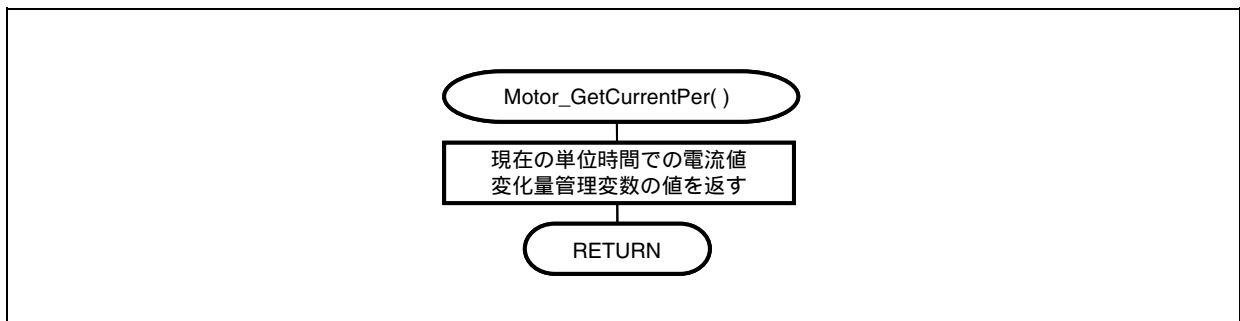 Motor_GetCurrentPer( )
現在の単位時間での電流値
変化量管理変数の値を返す
RETURN